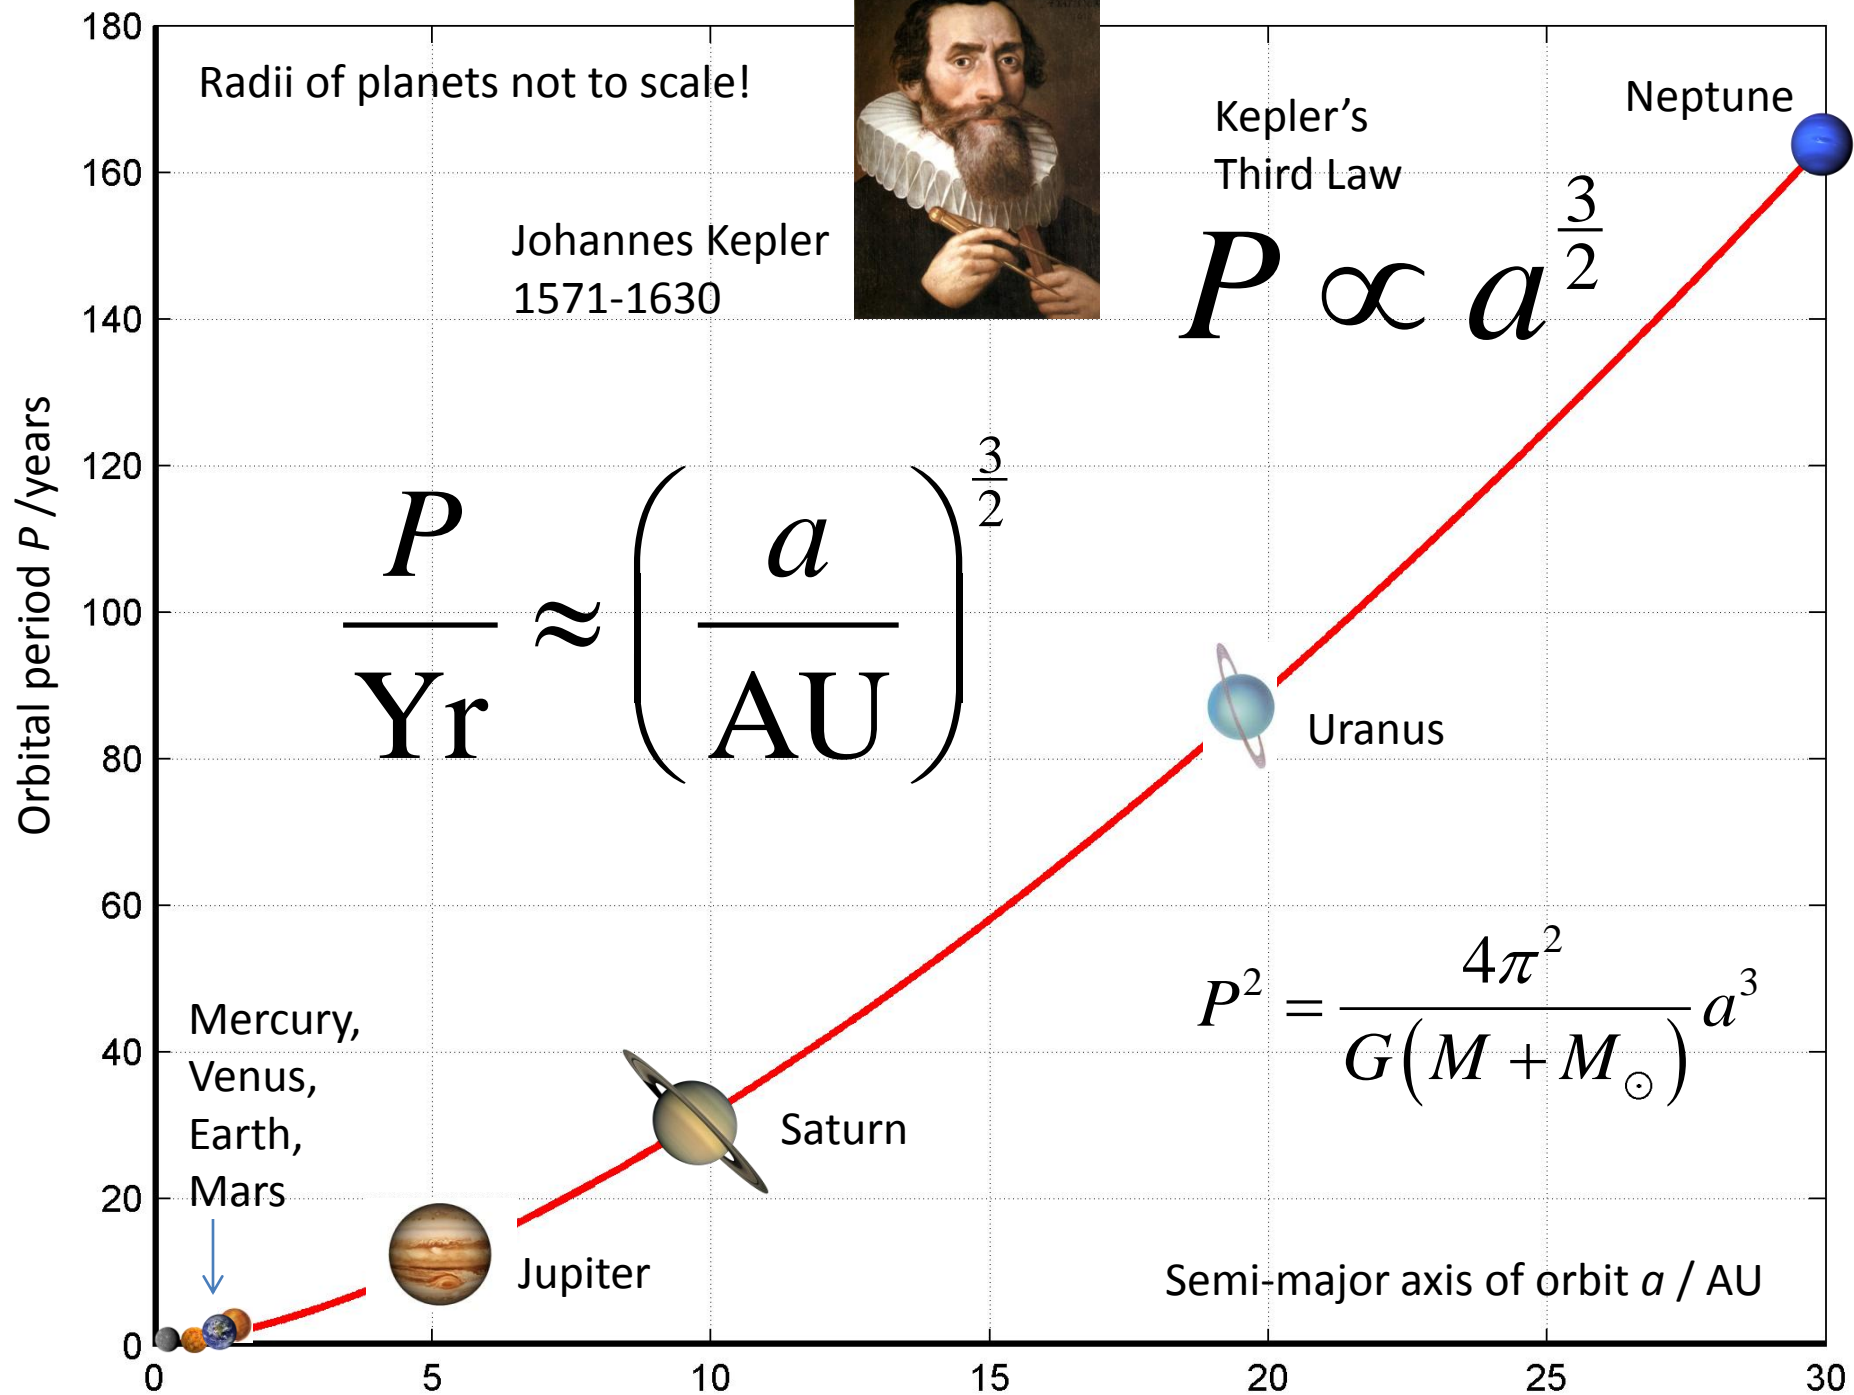 180
160
140
120
100
80
60
40
20
0
Orbital period P /years
Radii of planets not to scale!
Johannes Kepler
1571-1630
Kepler's
Third Law
P ∝ a^{3/2}
Neptune
P/Yr ≈ (a/AU)^{3/2}
Uranus
P² = 4π²/G(M + M☉) a³
Mercury,
Venus,
Earth,
Mars
Saturn
Jupiter
Semi-major axis of orbit a / AU
0 5 10 15 20 25 30